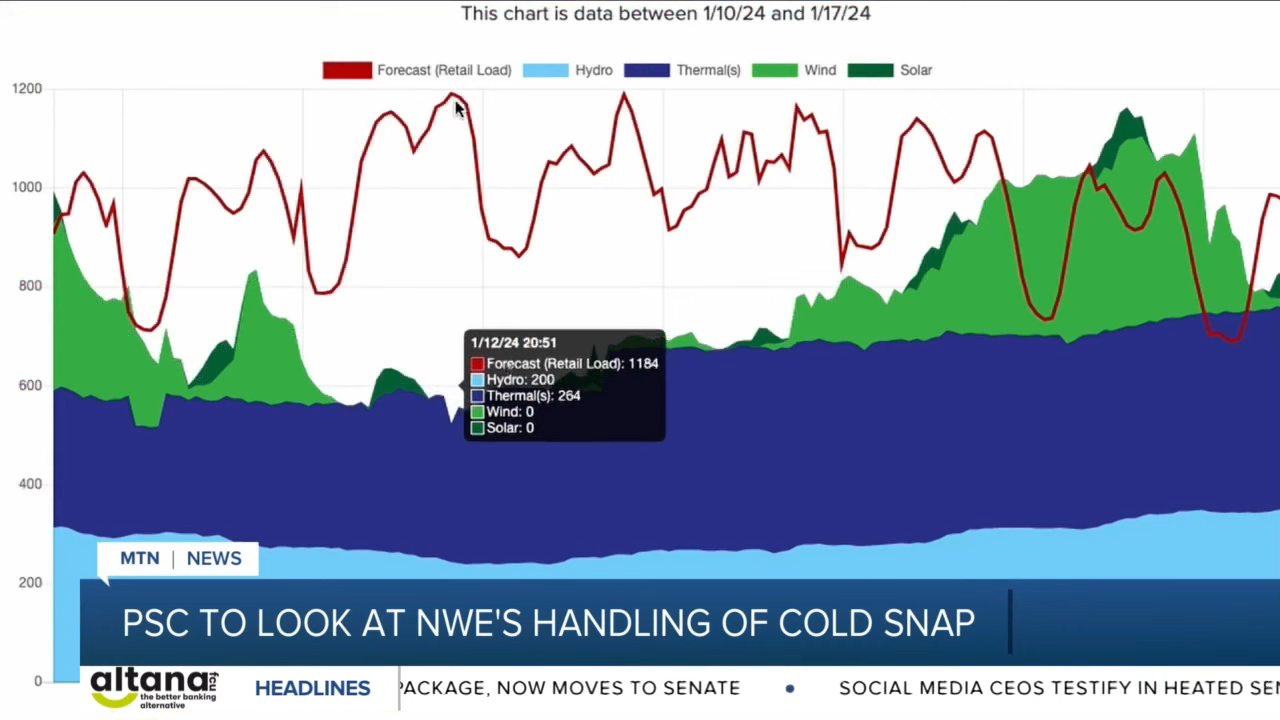 This chart is data between 1/10/24 and 1/17/24
Forecast (Retail Load) Hydro Thermal(s) Wind Solar
1200
1000
800
600
400
200
0
1/12/24 20:51
Forecast (Retail Load): 1184
Hydro: 200
Thermal(s): 264
Wind: 0
Solar: 0
MTN | NEWS
PSC TO LOOK AT NWE'S HANDLING OF COLD SNAP
altana fcu
the better banking
alternative
HEADLINES
PACKAGE, NOW MOVES TO SENATE • SOCIAL MEDIA CEOS TESTIFY IN HEATED